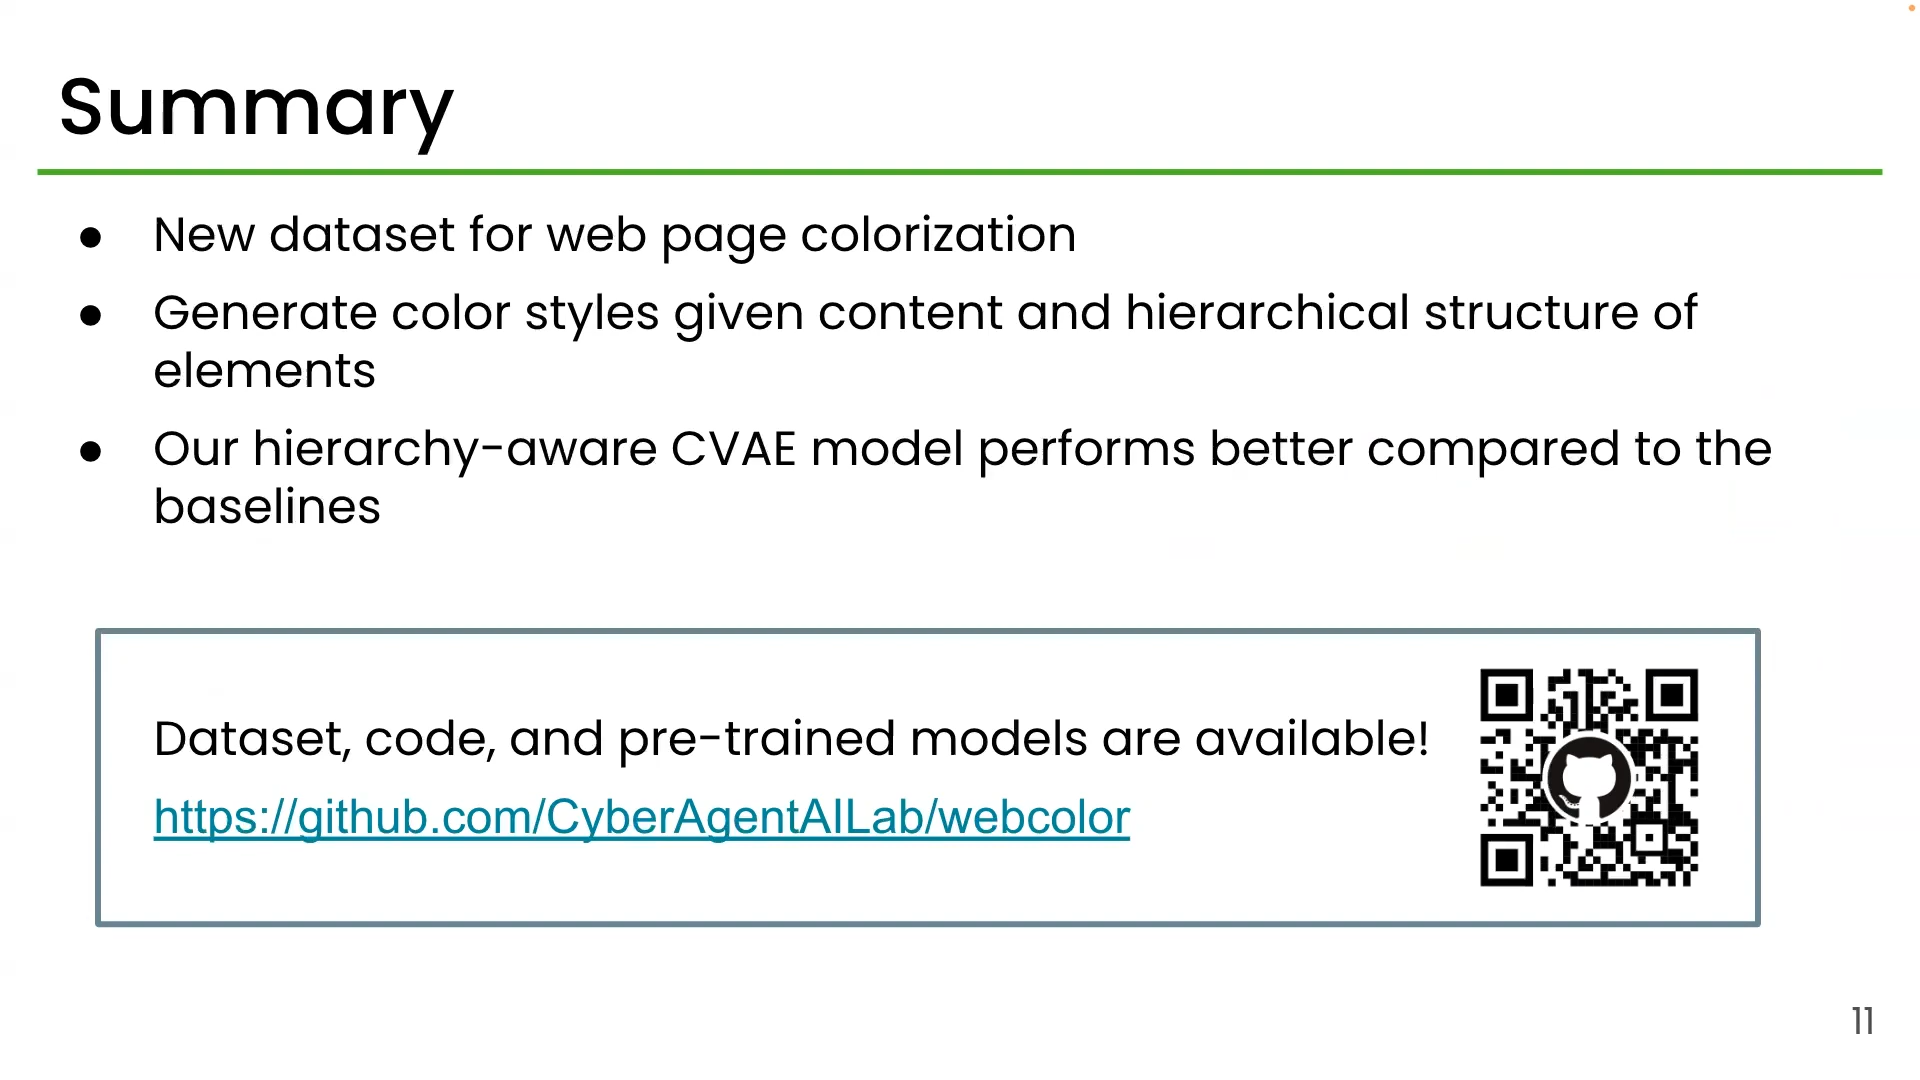 Summary
● New dataset for web page colorization
● Generate color styles given content and hierarchical structure of
elements
● Our hierarchy-aware CVAE model performs better compared to the
baselines
Dataset, code, and pre-trained models are available!
https://github.com/CyberAgentAILab/webcolor
11